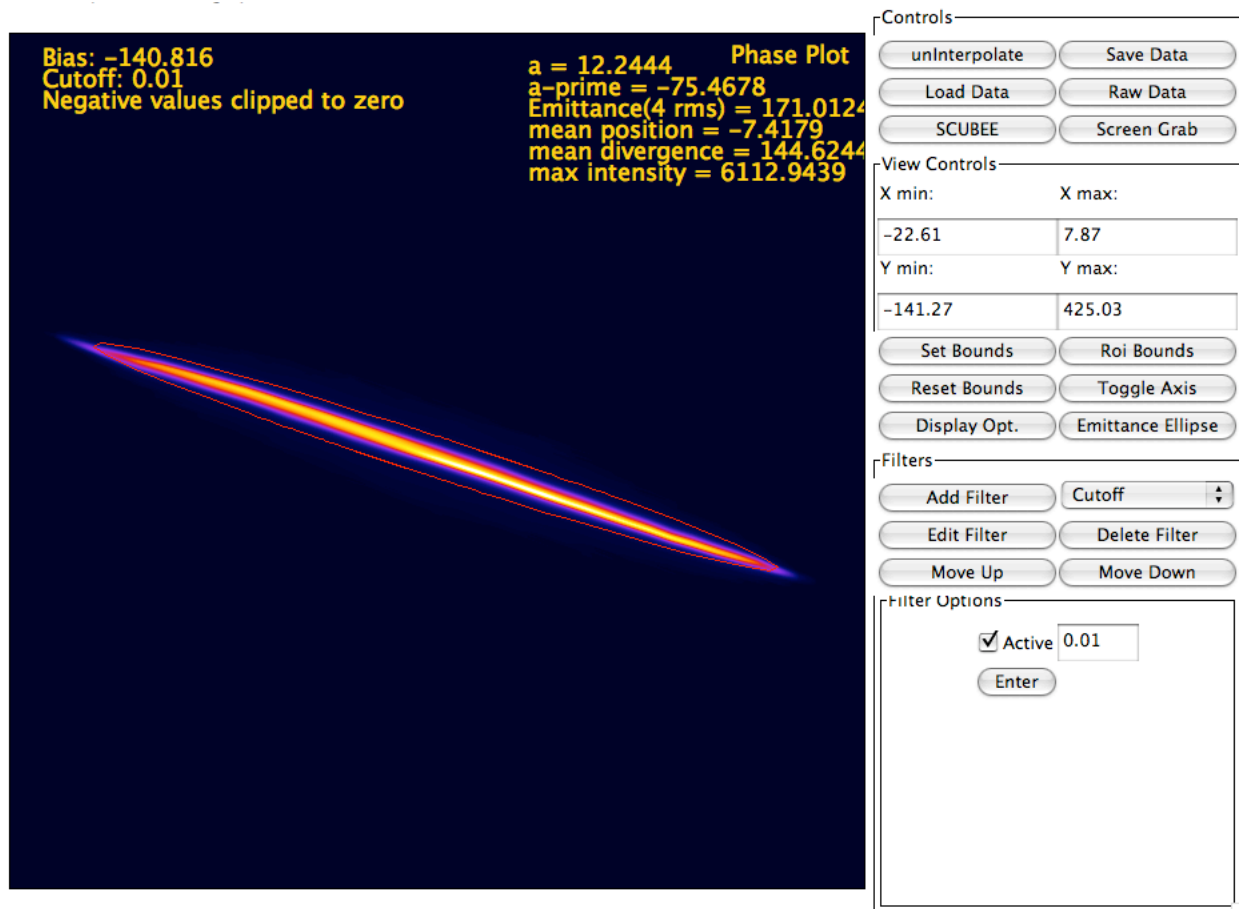 Bias: -140.816
Cutoff: 0.01
Negative values clipped to zero
Phase Plot
a = 12.2444
a-prime = -75.4678
Emittance(4 rms) = 171.0124
mean position = -7.4179
mean divergence = 144.6244
max intensity = 6112.9439
Controls
unInterpolate Save Data
Load Data Raw Data
SCUBEE Screen Grab
View Controls
X min: X max:
-22.61 7.87
Y min: Y max:
-141.27 425.03
Set Bounds Roi Bounds
Reset Bounds Toggle Axis
Display Opt. Emittance Ellipse
Filters
Add Filter Cutoff
Edit Filter Delete Filter
Move Up Move Down
Filter Options
Active 0.01
Enter